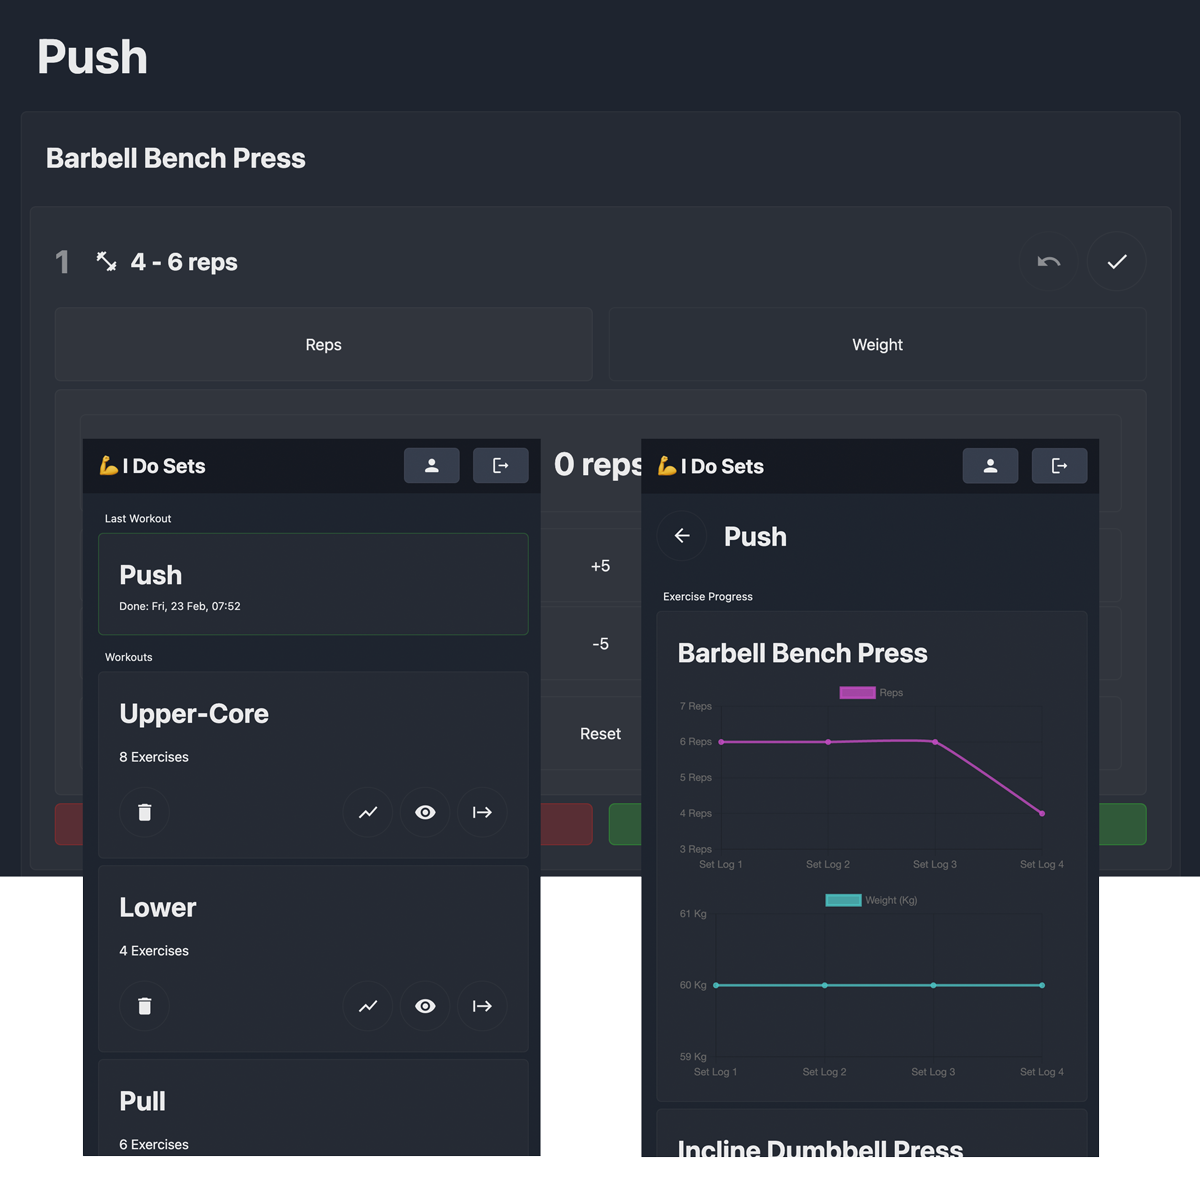 Push
Barbell Bench Press
1 4 - 6 reps
Reps Weight
0 reps
+5
-5
Reset
💪 I Do Sets
Last Workout
Push
Done: Fri, 23 Feb, 07:52
Workouts
Upper-Core
8 Exercises
Lower
4 Exercises
Pull
6 Exercises
💪 I Do Sets
Push
Exercise Progress
Barbell Bench Press
Reps
7 Reps
6 Reps
5 Reps
4 Reps
3 Reps
Set Log 1 Set Log 2 Set Log 3 Set Log 4
Weight (Kg)
61 Kg
60 Kg
59 Kg
Set Log 1 Set Log 2 Set Log 3 Set Log 4
Incline Dumbbell Press